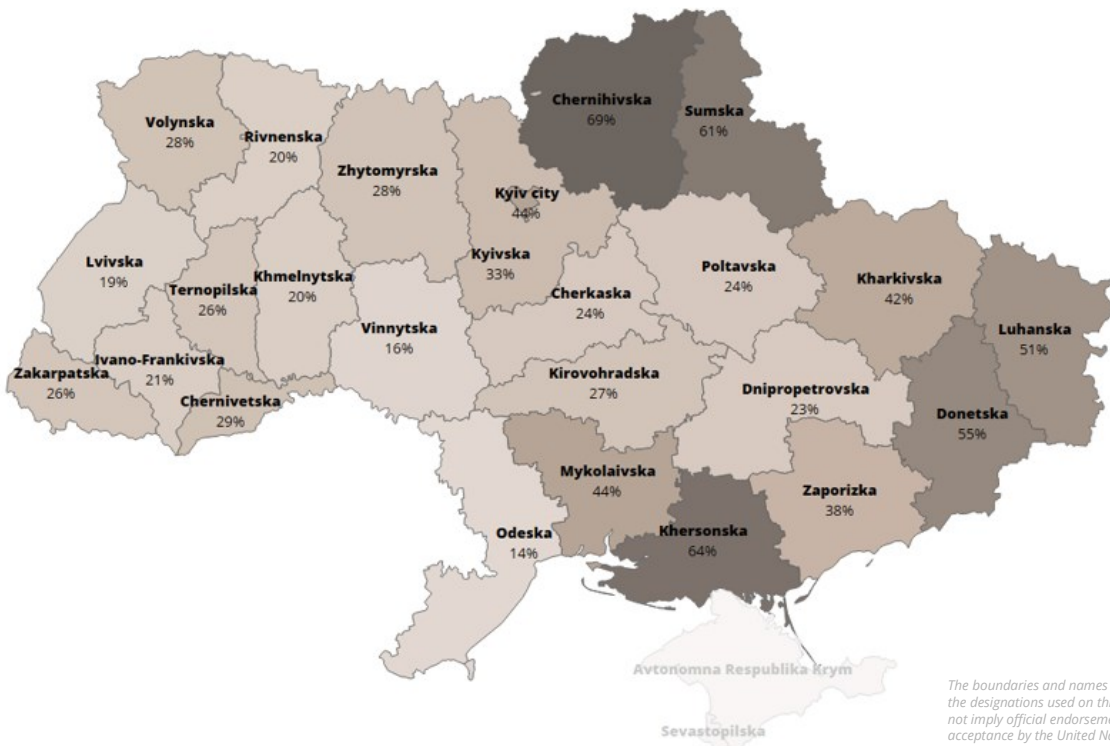 Chernihivska
69%
Sumska
61%
Volynska
28%
Rivnenska
20%
Zhytomyrska
28%
Kyiv city
44%
Kyivska
33%
Lvivska
19%
Ternopilska
26%
Khmelnytska
20%
Vinnytska
16%
Cherkaska
24%
Poltavska
24%
Kharkivska
42%
Luhanska
51%
Zakarpatska
26%
Ivano-Frankivska
21%
Chernivetska
29%
Kirovohradska
27%
Dnipropetrovska
23%
Donetska
55%
Mykolaivska
44%
Zaporizka
38%
Odeska
14%
Khersonska
64%
Avtonomna Respublika Krym
Sevastopilska
The boundaries and names
the designations used on th
not imply official endorseme
acceptance by the United Na